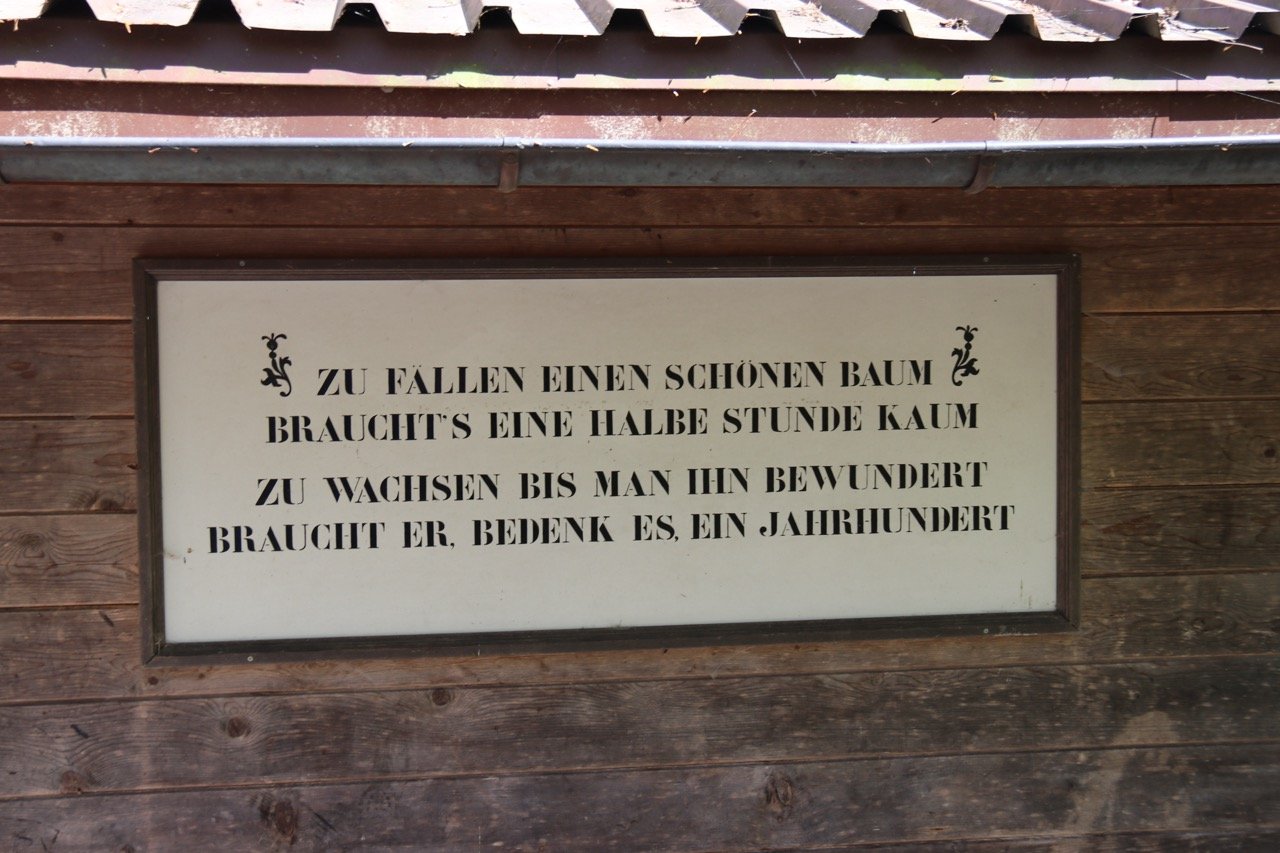 ZU FÄLLEN EINEN SCHÖNEN BAUM
BRAUCHT'S EINE HALBE STUNDE KAUM
ZU WACHSEN BIS MAN IHN BEWUNDERT
BRAUCHT ER, BEDENK ES, EIN JAHRHUNDERT